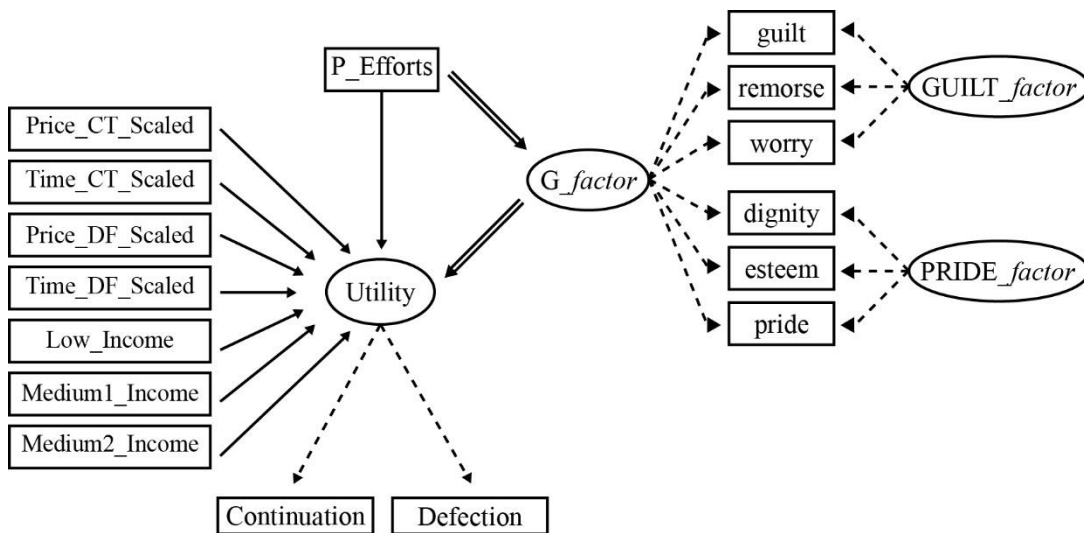 P_Efforts
Price_CT_Scaled
Time_CT_Scaled
Price_DF_Scaled
Time_DF_Scaled
Low_Income
Medium1_Income
Medium2_Income
Utility
Continuation
Defection
G_factor
guilt
remorse
worry
dignity
esteem
pride
GUILT_factor
PRIDE_factor